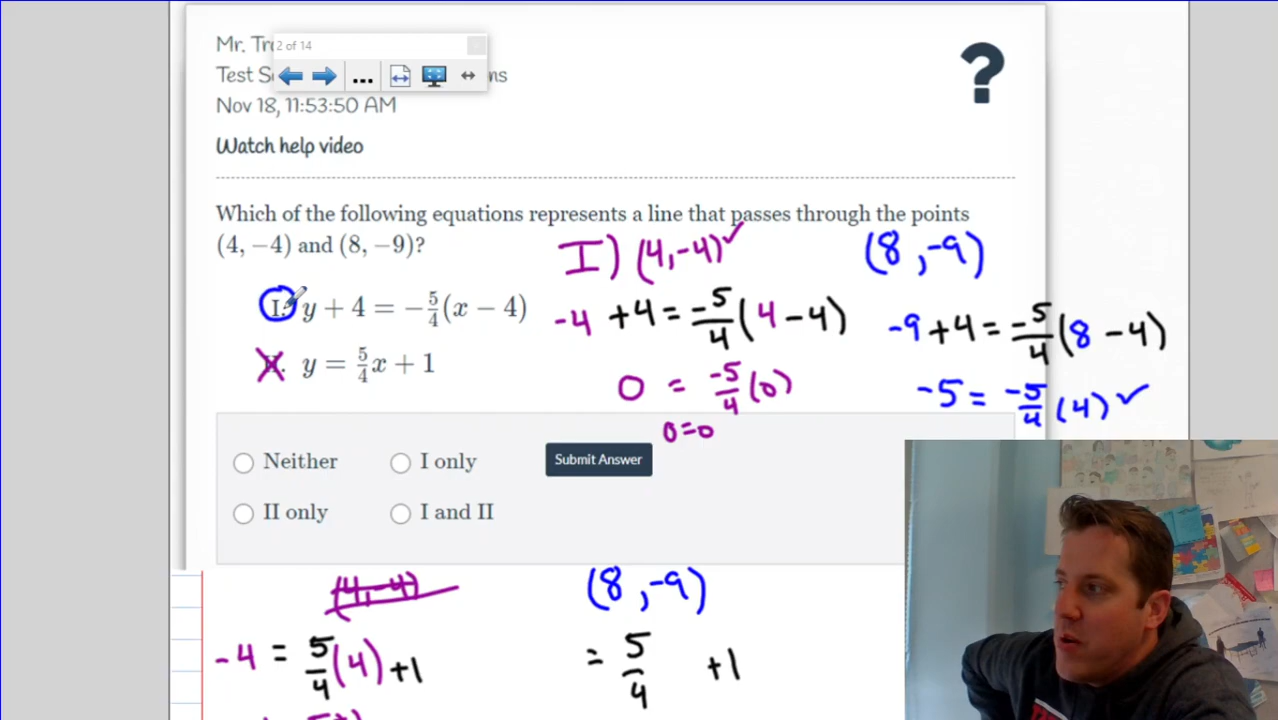 Mr. Tr
2 of 14
Test S
ns
Nov 18, 11:53:50 AM
?
Watch help video
Which of the following equations represents a line that passes through the points
(4, −4) and (8, −9)?
I) (4,-4) ✓
(8,-9)
I. y + 4 = −5/4(x − 4)
-4 +4 = -5/4(4-4)
-9+4 = -5/4(8-4)
y = 5/4x + 1
0 = -5/4(0)
-5 = -5/4(4) ✓
0=0
Neither
I only
Submit Answer
II only
I and II
(4,-4)
(8,-9)
-4 = 5/4(4)+1
= 5/4 +1